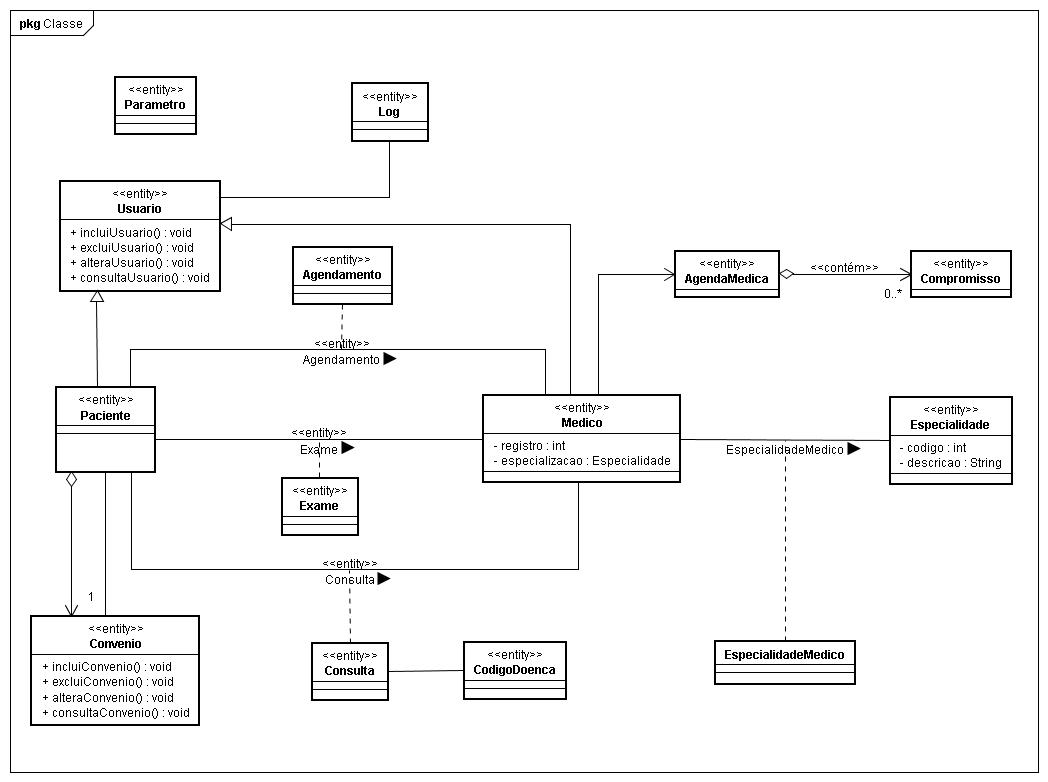 pkg Classe
<<entity>>
Parametro
<<entity>>
Log
<<entity>>
Usuario
+ incluiUsuario() : void
+ excluiUsuario() : void
+ alteraUsuario() : void
+ consultaUsuario() : void
<<entity>>
Agendamento
<<entity>>
AgendaMedica
<<contém>>
0..*
<<entity>>
Compromisso
<<entity>>
Agendamento
<<entity>>
Paciente
<<entity>>
Medico
- registro : int
- especializacao : Especialidade
<<entity>>
Especialidade
- codigo : int
- descricao : String
<<entity>>
Exame
EspecialidadeMedico
<<entity>>
Exame
<<entity>>
Consulta
1
<<entity>>
Convenio
+ incluiConvenio() : void
+ excluiConvenio() : void
+ alteraConvenio() : void
+ consultaConvenio() : void
<<entity>>
Consulta
<<entity>>
CodigoDoenca
EspecialidadeMedico